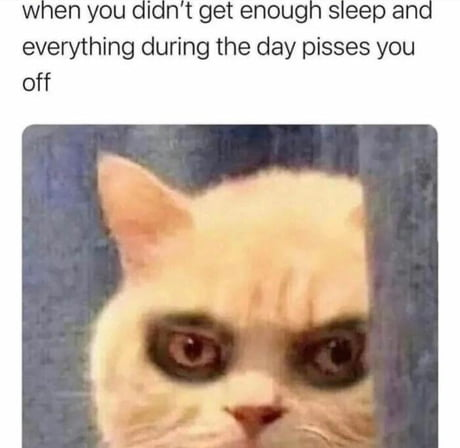 when you didn't get enough sleep and
everything during the day pisses you
off